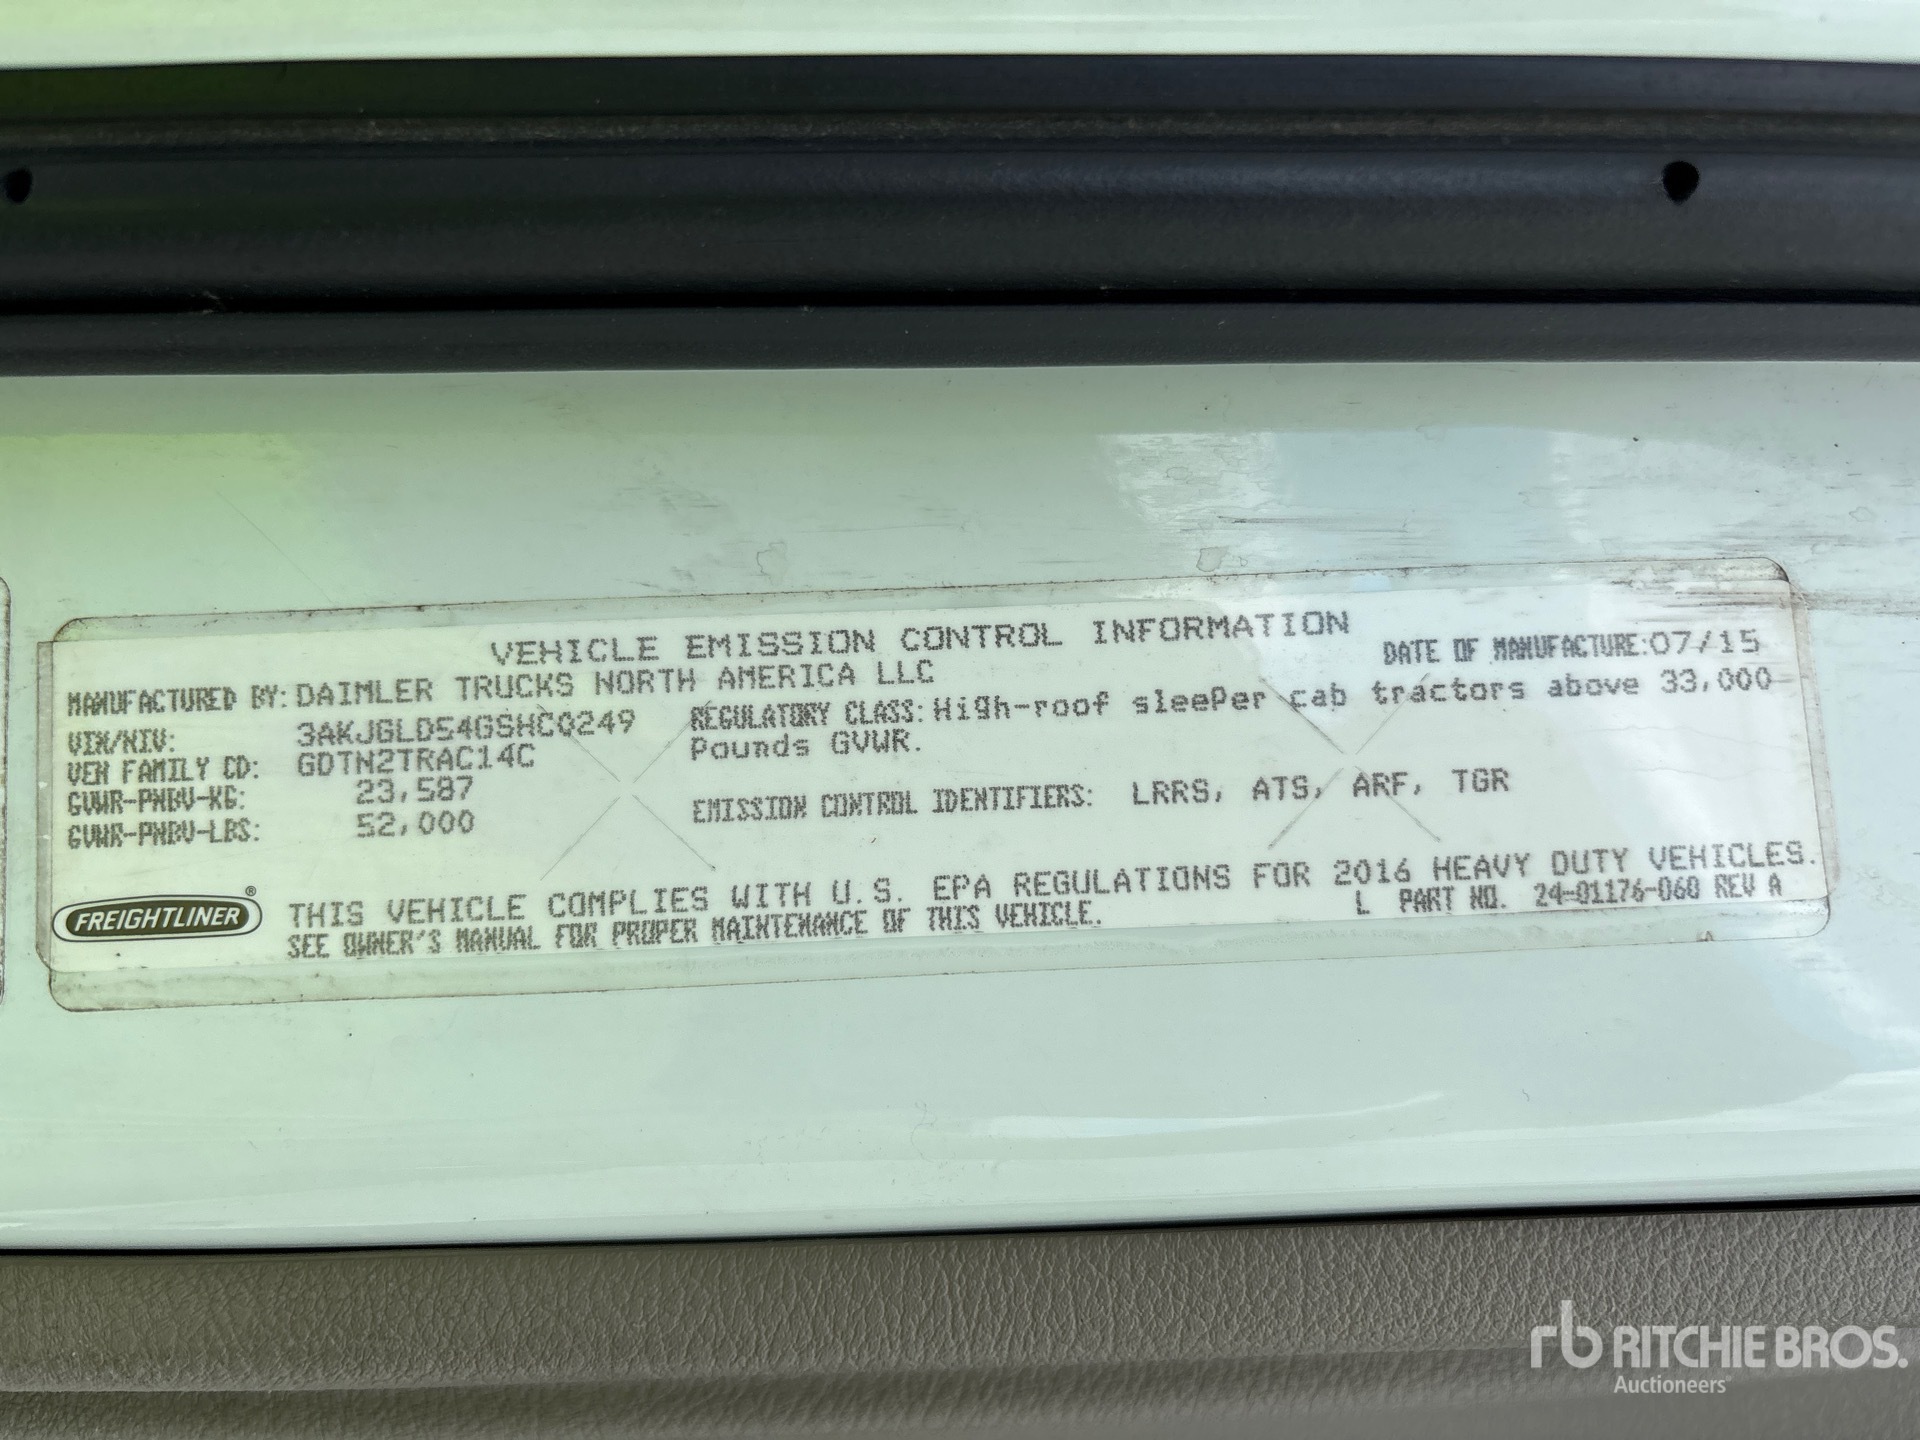 VEHICLE EMISSION CONTROL INFORMATION
DATE OF MANUFACTURE: 07/15
MANUFACTURED BY: DAIMLER TRUCKS NORTH AMERICA LLC
VIN/NIV: 3AKJGLD54GSHC0249
VEH FAMILY CD: GDTN2TRAC14C
GVWR-PNBV-KG: 23,587
GVWR-PNBV-LBS: 52,000
REGULATORY CLASS: High-roof sleeper cab tractors above 33,000
Pounds GVWR.
EMISSION CONTROL IDENTIFIERS: LRRS, ATS, ARF, TGR
FREIGHTLINER®
THIS VEHICLE COMPLIES WITH U.S. EPA REGULATIONS FOR 2016 HEAVY DUTY VEHICLES.
SEE OWNER'S MANUAL FOR PROPER MAINTENANCE OF THIS VEHICLE.
L PART NO. 24-01176-060 REV A
rb RITCHIE BROS.
Auctioneers